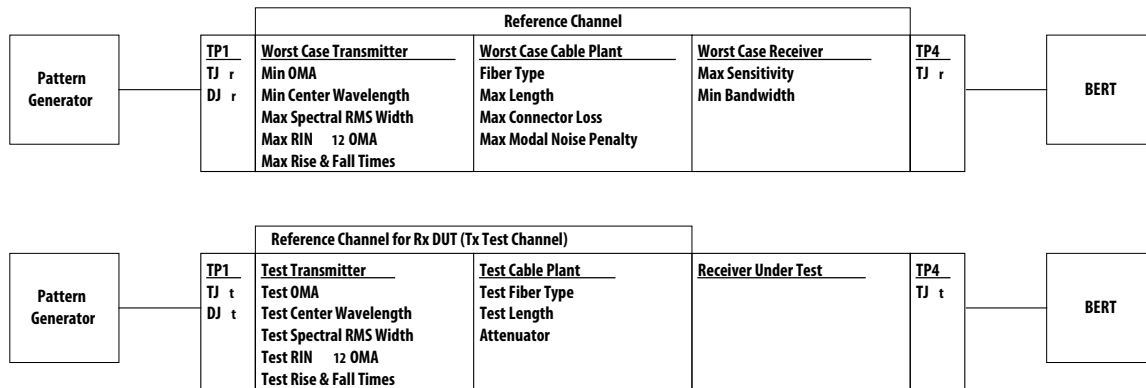 Reference Channel
Pattern
Generator
TP1
TJ r
DJ r
Worst Case Transmitter
Min OMA
Min Center Wavelength
Max Spectral RMS Width
Max RIN 12 OMA
Max Rise & Fall Times
Worst Case Cable Plant
Fiber Type
Max Length
Max Connector Loss
Max Modal Noise Penalty
Worst Case Receiver
Max Sensitivity
Min Bandwidth
TP4
TJ r
BERT
Reference Channel for Rx DUT (Tx Test Channel)
Pattern
Generator
TP1
TJ t
DJ t
Test Transmitter
Test OMA
Test Center Wavelength
Test Spectral RMS Width
Test RIN 12 OMA
Test Rise & Fall Times
Test Cable Plant
Test Fiber Type
Test Length
Attenuator
Receiver Under Test
TP4
TJ t
BERT